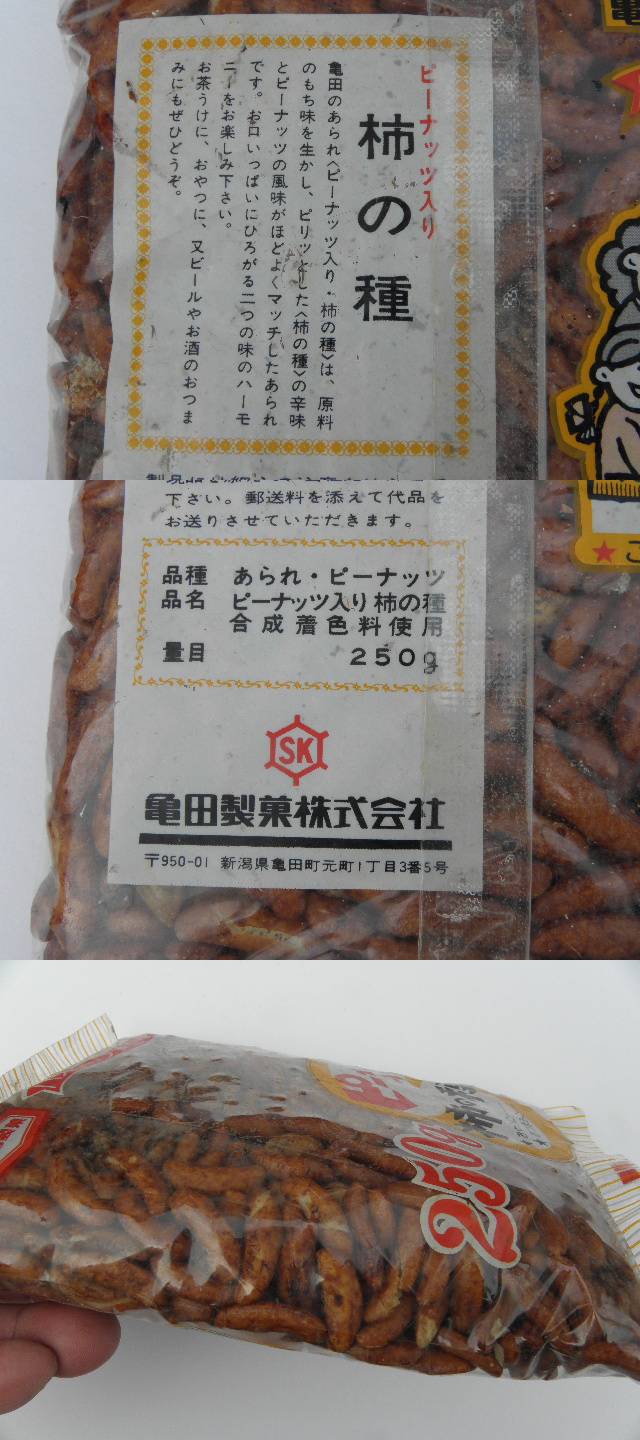 ピーナッツ入り
柿の種
亀田のあられ〈ピーナッツ入り・柿の種〉は、原料
のもち味を生かし、ピリッとした〈柿の種〉の辛味
とピーナッツの風味がほどよくマッチしたあられ
です。お口いっぱいにひろがる二つの味のハーモ
ニーをお楽しみ下さい。
お茶うけに、おやつに、又ビールやお酒のおつま
みにもぜひどうぞ。
下さい。郵送料を添えて代品を
お送りさせていただきます。
品種 あられ・ピーナッツ
品名 ピーナッツ入り柿の種
合成着色料使用
量目 250g
SK
亀田製菓株式会社
〒950-01 新潟県亀田町元町1丁目3番5号
250g